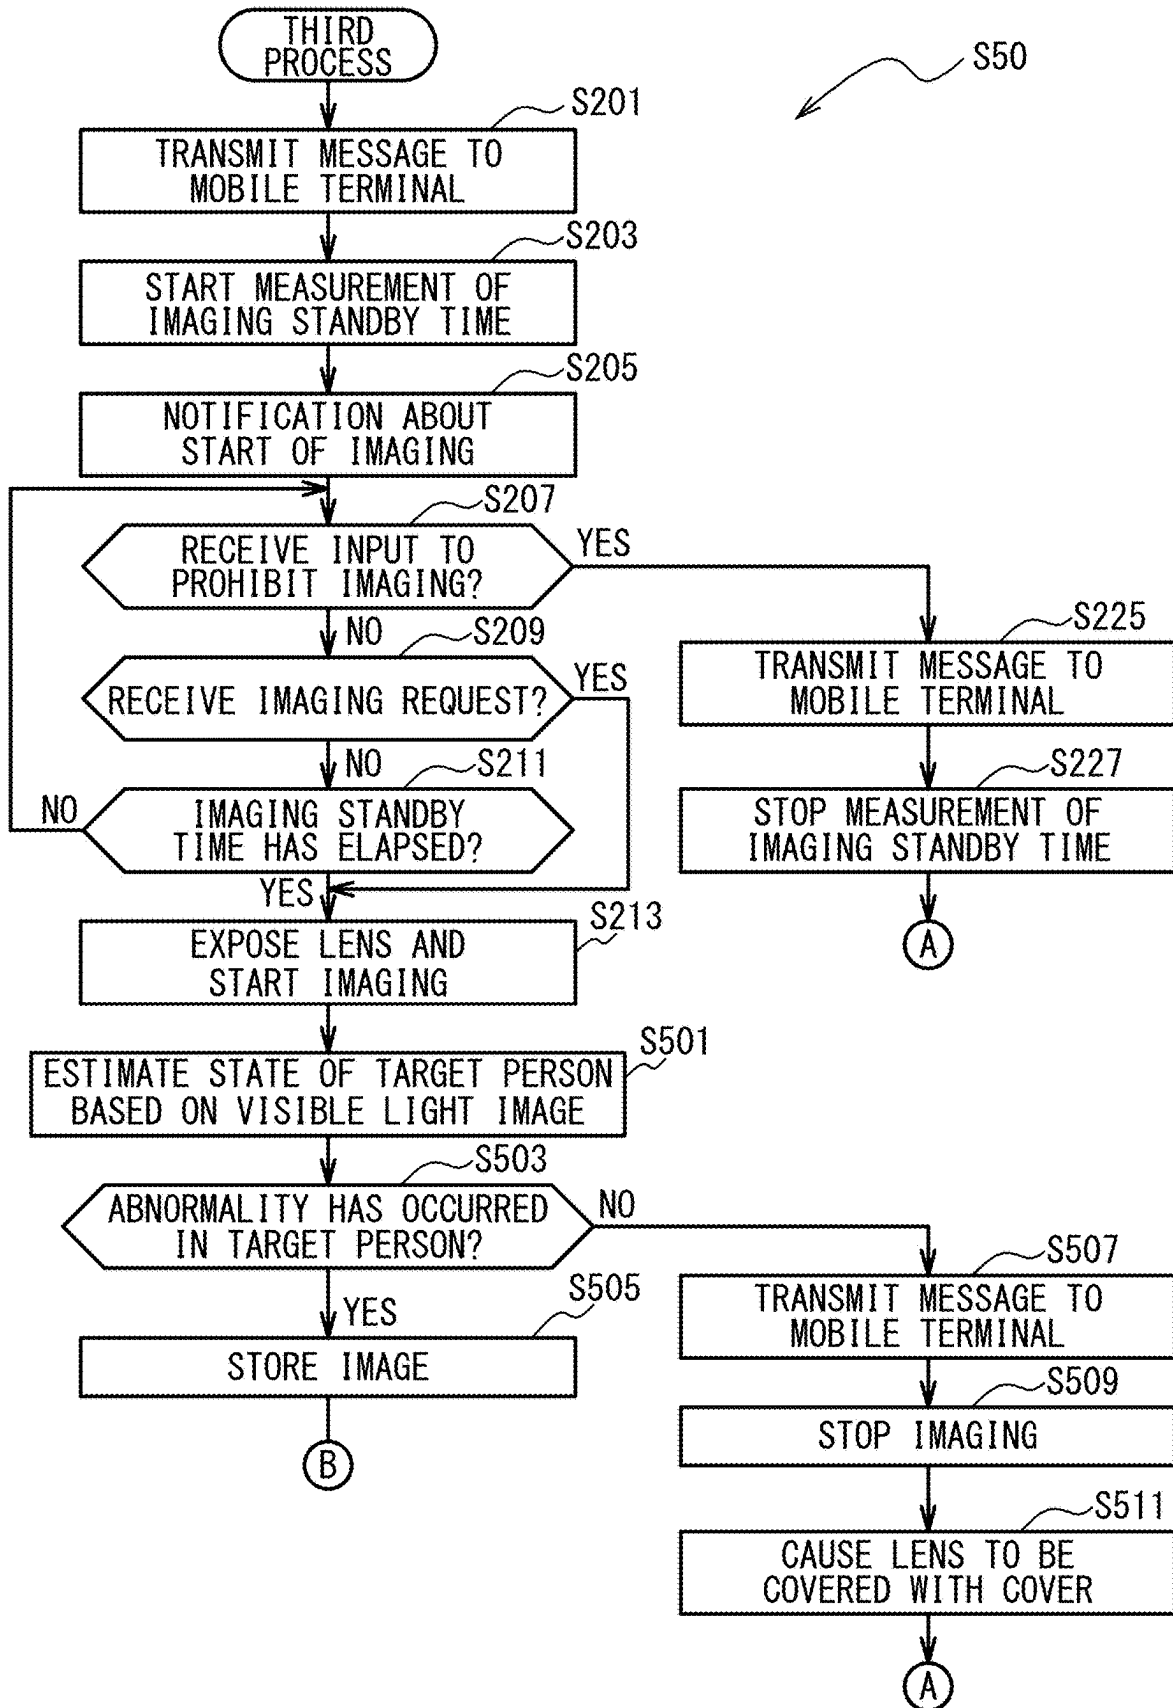 THIRD
PROCESS
S50
S201
TRANSMIT MESSAGE TO
MOBILE TERMINAL
S203
START MEASUREMENT OF
IMAGING STANDBY TIME
S205
NOTIFICATION ABOUT
START OF IMAGING
S207
RECEIVE INPUT TO
PROHIBIT IMAGING?
YES
NO
S209
RECEIVE IMAGING REQUEST?
YES
NO
S211
IMAGING STANDBY
TIME HAS ELAPSED?
NO
YES
S225
TRANSMIT MESSAGE TO
MOBILE TERMINAL
S227
STOP MEASUREMENT OF
IMAGING STANDBY TIME
A
S213
EXPOSE LENS AND
START IMAGING
S501
ESTIMATE STATE OF TARGET PERSON
BASED ON VISIBLE LIGHT IMAGE
S503
ABNORMALITY HAS OCCURRED
IN TARGET PERSON?
NO
YES
S505
STORE IMAGE
B
S507
TRANSMIT MESSAGE TO
MOBILE TERMINAL
S509
STOP IMAGING
S511
CAUSE LENS TO BE
COVERED WITH COVER
A